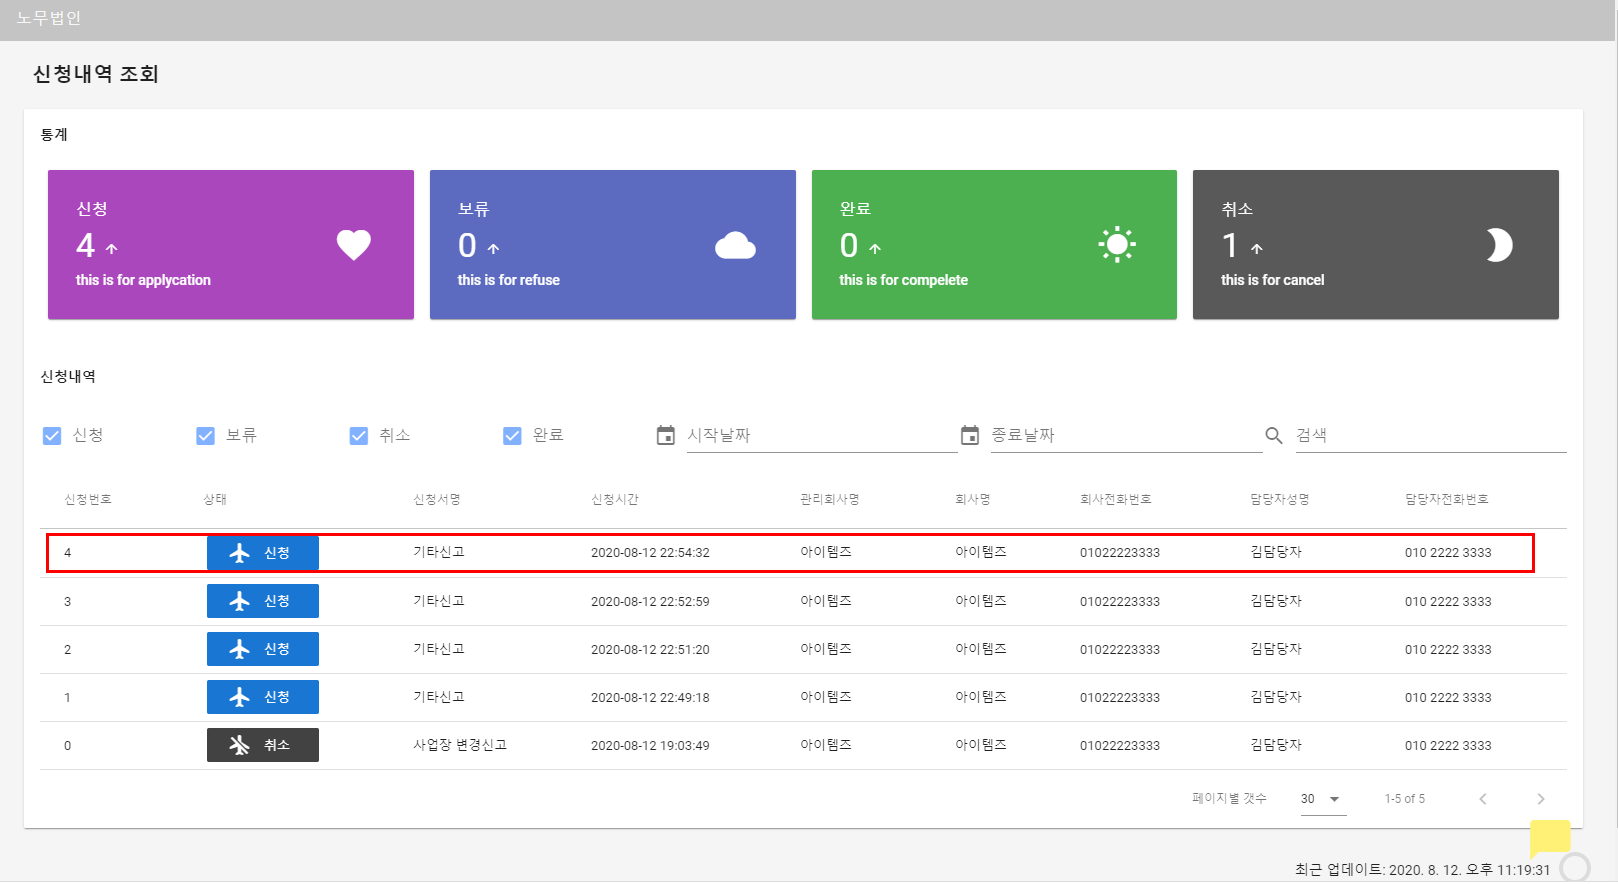 노무법인
신청내역 조회
통계
신청
4
this is for applycation
보류
0
this is for refuse
완료
0
this is for compelete
취소
1
this is for cancel
신청내역
신청 보류 취소 완료 시작날짜 종료날짜 검색
신청번호 상태 신청서명 신청시간 관리회사명 회사명 회사전화번호 담당자성명 담당자전화번호
4 신청 기타신고 2020-08-12 22:54:32 아이템즈 아이템즈 01022223333 김담당자 010 2222 3333
3 신청 기타신고 2020-08-12 22:52:59 아이템즈 아이템즈 01022223333 김담당자 010 2222 3333
2 신청 기타신고 2020-08-12 22:51:20 아이템즈 아이템즈 01022223333 김담당자 010 2222 3333
1 신청 기타신고 2020-08-12 22:49:18 아이템즈 아이템즈 01022223333 김담당자 010 2222 3333
0 취소 사업장 변경신고 2020-08-12 19:03:49 아이템즈 아이템즈 01022223333 김담당자 010 2222 3333
페이지별 갯수 30 1-5 of 5
최근 업데이트: 2020. 8. 12. 오후 11:19:31